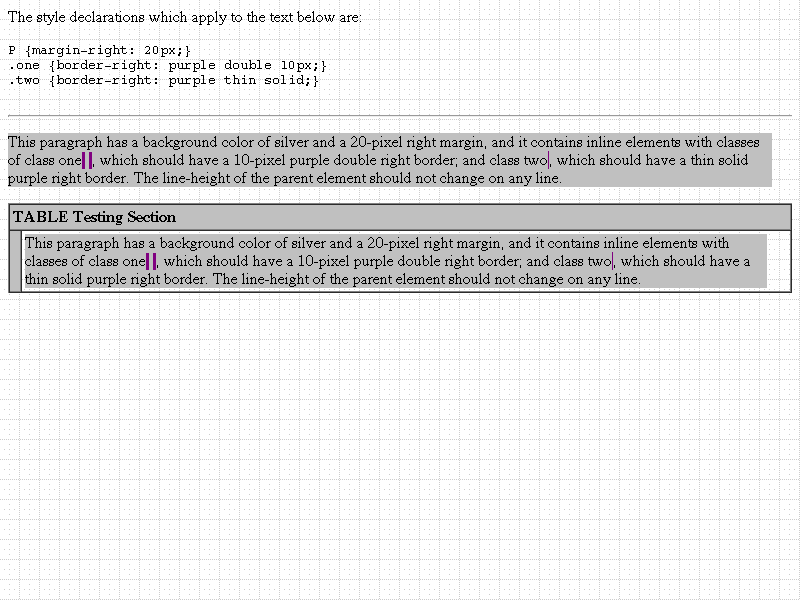 The style declarations which apply to the text below are:
P {margin-right: 20px;}
.one {border-right: purple double 10px;}
.two {border-right: purple thin solid;}
This paragraph has a background color of silver and a 20-pixel right margin, and it contains inline elements with classes
of class one, which should have a 10-pixel purple double right border; and class two, which should have a thin solid
purple right border. The line-height of the parent element should not change on any line.
TABLE Testing Section
This paragraph has a background color of silver and a 20-pixel right margin, and it contains inline elements with
classes of class one, which should have a 10-pixel purple double right border; and class two, which should have a
thin solid purple right border. The line-height of the parent element should not change on any line.